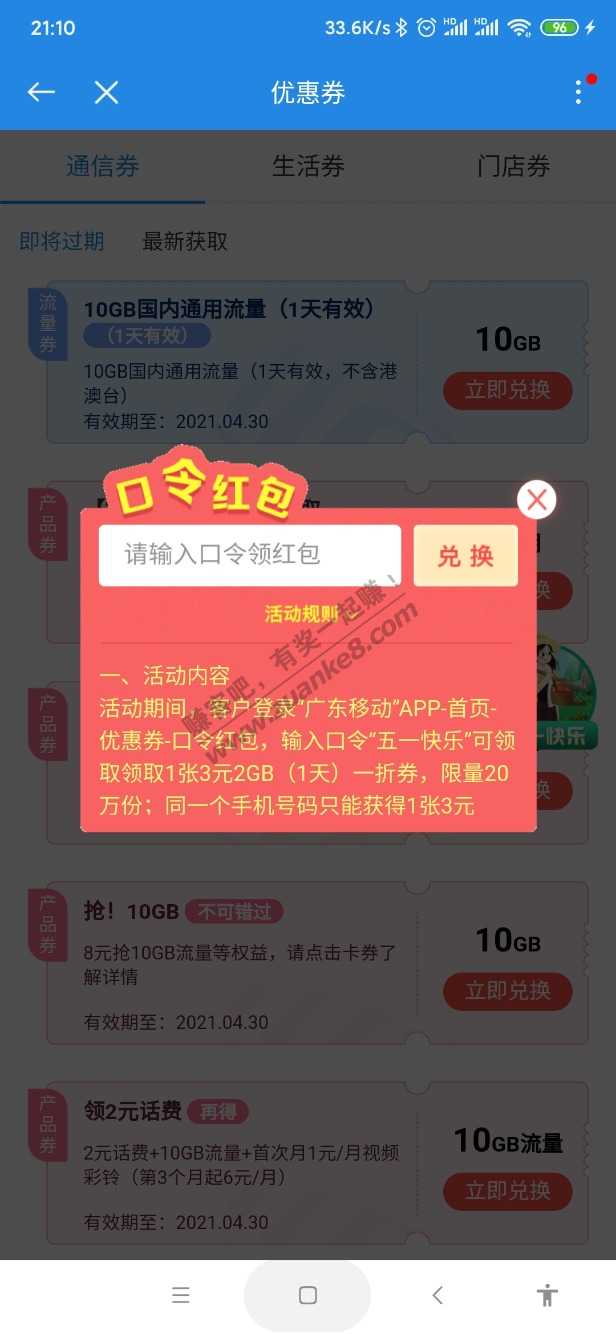 21:10
33.6K/s HD HD 96
优惠券
通信券 生活券 门店券
即将过期 最新获取
流量券
10GB国内通用流量（1天有效）
（1天有效）
10GB国内通用流量（1天有效，不含港
澳台）
有效期至：2021.04.30
10GB
立即兑换
产品券
口令红包
请输入口令领红包
兑 换
活动规则
一、活动内容
活动期间，客户登录“广东移动”APP-首页-
优惠券-口令红包，输入口令“五一快乐”可领
取领取1张3元2GB（1天）一折券，限量20
万份；同一个手机号码只能获得1张3元
赚客吧，有奖一起赚！
www.zuanke8.com
换
产品券
一快乐
换
产品券
抢！10GB 不可错过
8元抢10GB流量等权益，请点击卡券了
解详情
有效期至：2021.04.30
10GB
立即兑换
产品券
领2元话费 再得
2元话费+10GB流量+首次月1元/月视频
彩铃（第3个月起6元/月）
有效期至：2021.04.30
10GB流量
立即兑换